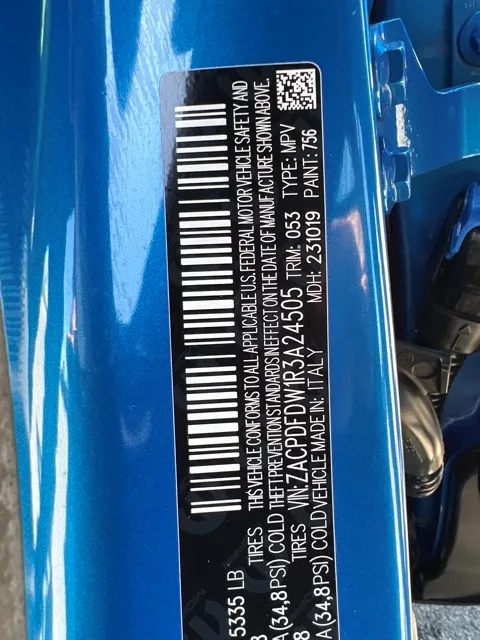 5335 LB TIRES THIS VEHICLE CONFORMS TO ALL APPLICABLE U.S. FEDERAL MOTOR VEHICLE SAFETY AND
(34,8PSI) COLD THEFT PREVENTION STANDARDS IN EFFECT ON THE DATE OF MANUFACTURE SHOWN ABOVE.
TIRES VIN: ZACPDFDW1R3A24505 TRIM: 053 TYPE: MPV
A (34,8PSI) COLD VEHICLE MADE IN: ITALY MDH: 231019 PAINT: 756